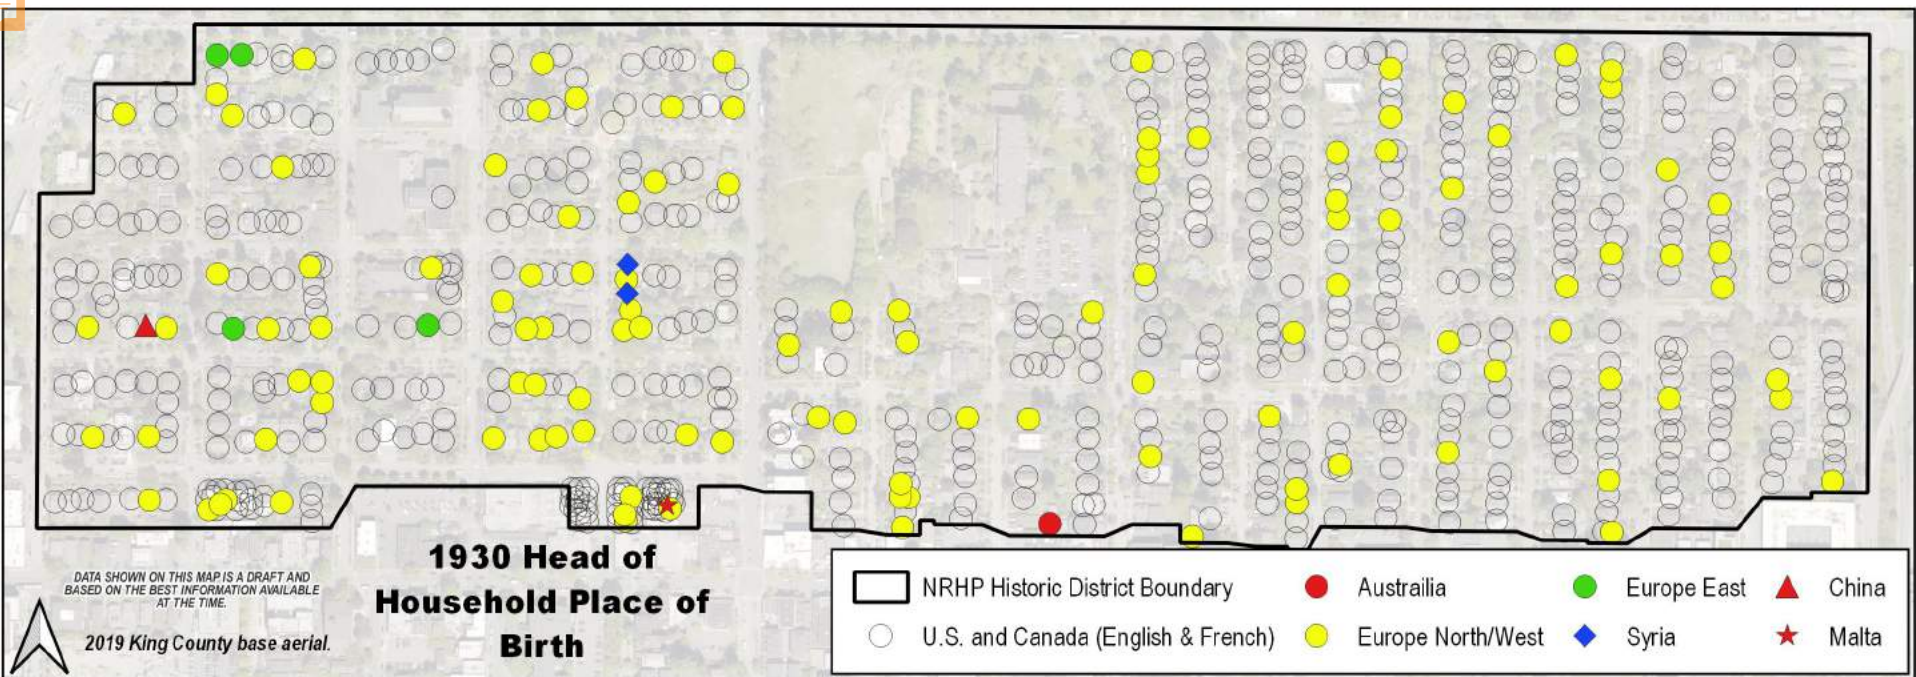 1930 Head of
Household Place of
Birth
DATA SHOWN ON THIS MAP IS A DRAFT AND
BASED ON THE BEST INFORMATION AVAILABLE
AT THE TIME.
2019 King County base aerial.
NRHP Historic District Boundary
U.S. and Canada (English & French)
Austrailia
Europe North/West
Europe East
Syria
China
Malta